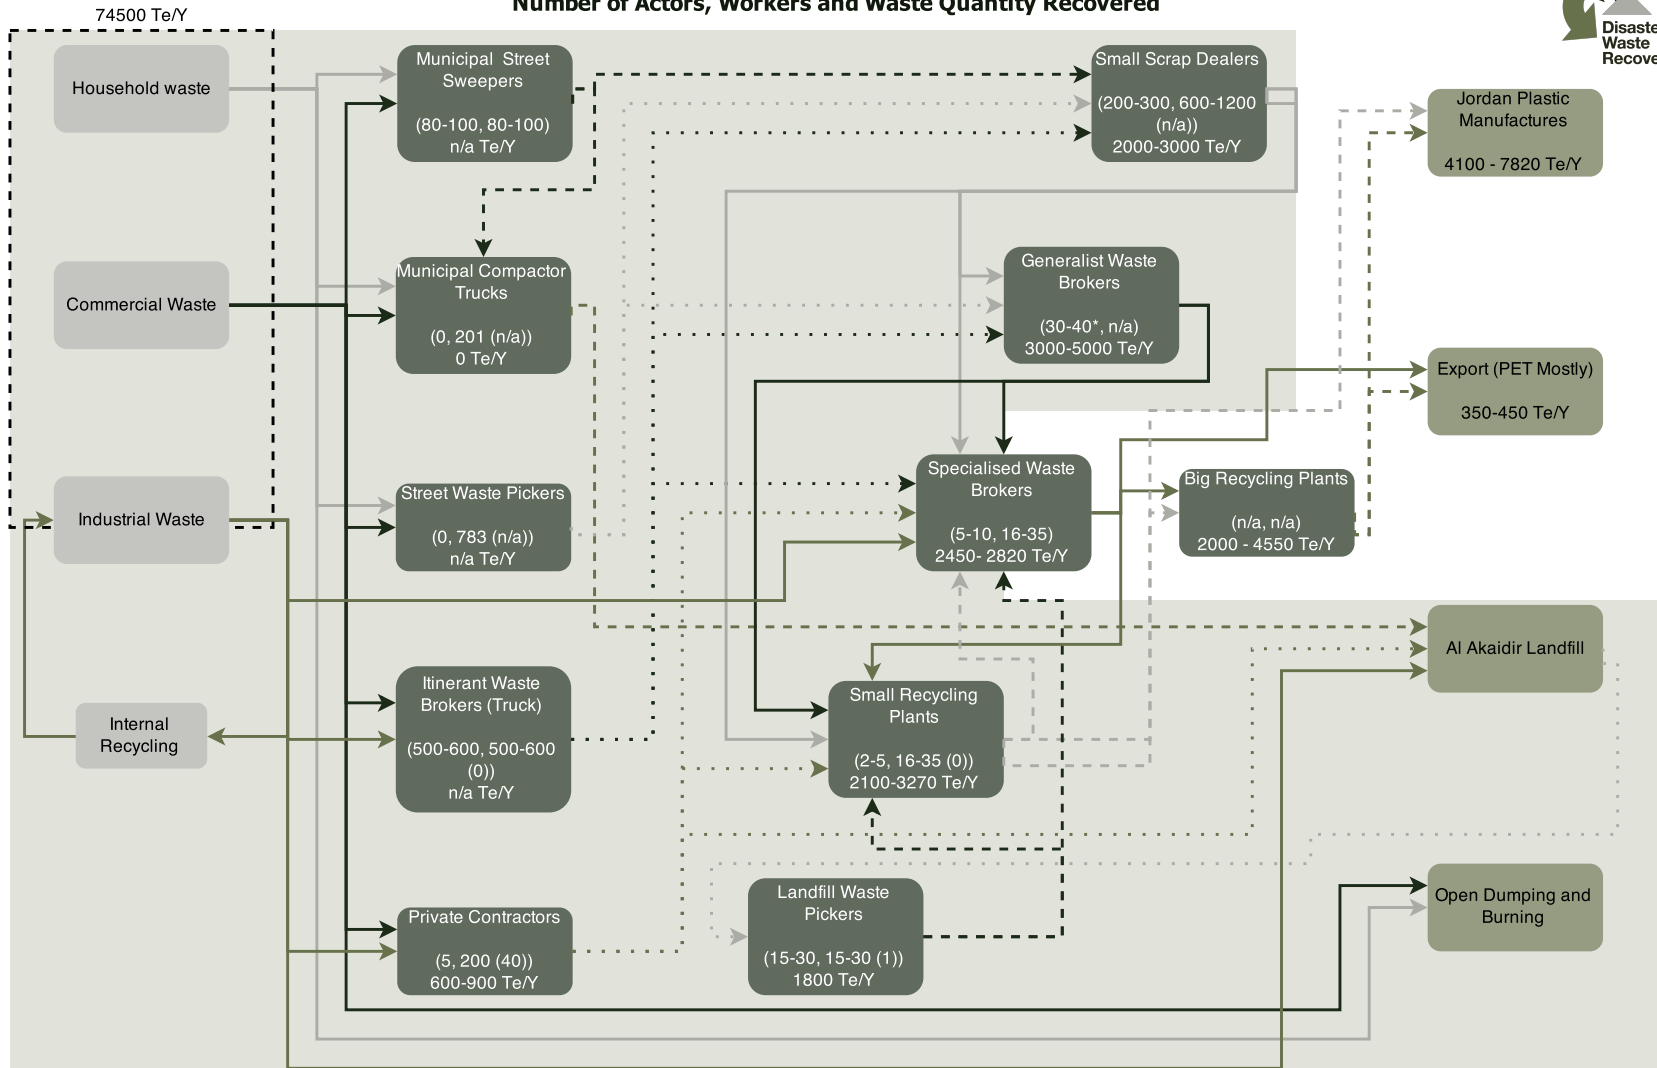 74500 Te/Y
Number of Actors, Workers and Waste Quantity Recovered
Waste
Household waste
Municipal Street
Sweepers
(80-100, 80-100)
n/a Te/Y
Small Scrap Dealers
(200-300, 600-1200
(n/a))
2000-3000 Te/Y
Jordan Plastic
Manufactures
4100 - 7820 Te/Y
Commercial Waste
Municipal Compactor
Trucks
(0, 201 (n/a))
0 Te/Y
Generalist Waste
Brokers
(30-40*, n/a)
3000-5000 Te/Y
Export (PET Mostly)
350-450 Te/Y
Industrial Waste
Street Waste Pickers
(0, 783 (n/a))
n/a Te/Y
Specialised Waste
Brokers
(5-10, 16-35)
2450- 2820 Te/Y
Big Recycling Plants
(n/a, n/a)
2000 - 4550 Te/Y
Al Akaidir Landfill
Internal
Recycling
Itinerant Waste
Brokers (Truck)
(500-600, 500-600
(0))
n/a Te/Y
Small Recycling
Plants
(2-5, 16-35 (0))
2100-3270 Te/Y
Private Contractors
(5, 200 (40))
600-900 Te/Y
Landfill Waste
Pickers
(15-30, 15-30 (1))
1800 Te/Y
Open Dumping and
Burning